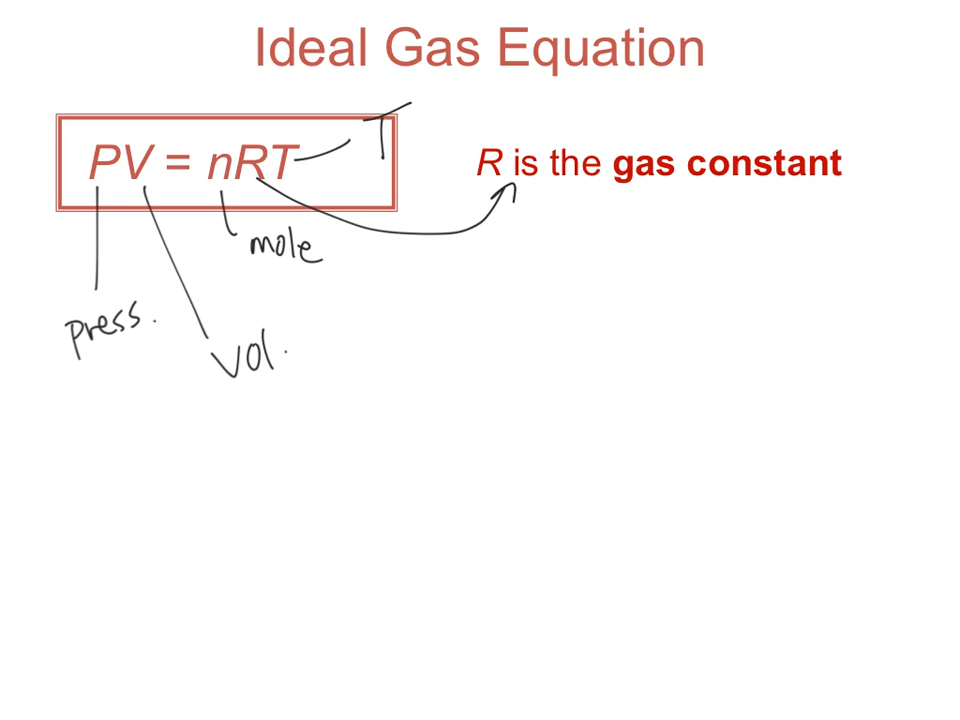 Ideal Gas Equation
PV = nRT
T
R is the gas constant
mole
press.
vol.